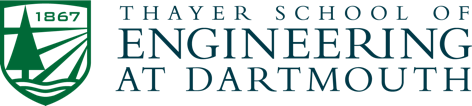 1867
THAYER SCHOOL OF
ENGINEERING
AT DARTMOUTH